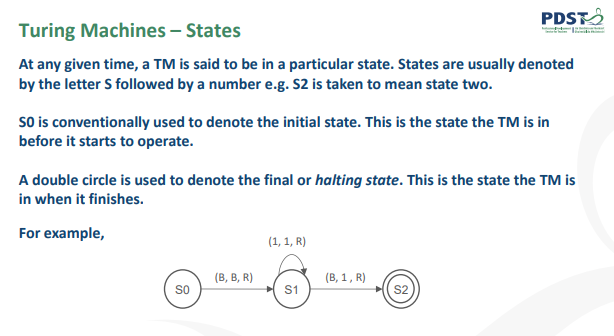 PDST
Turing Machines – States
At any given time, a TM is said to be in a particular state. States are usually denoted
by the letter S followed by a number e.g. S2 is taken to mean state two.
S0 is conventionally used to denote the initial state. This is the state the TM is in
before it starts to operate.
A double circle is used to denote the final or halting state. This is the state the TM is
in when it finishes.
For example,
(1, 1, R)
(B, B, R)
(B, 1 , R)
S0
S1
S2